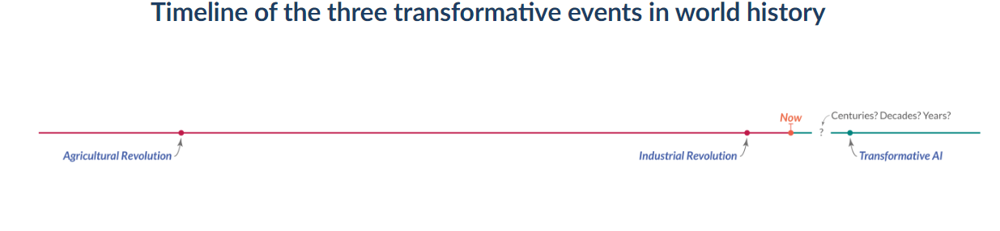 Timeline of the three transformative events in world history
Now
Centuries? Decades? Years?
?
Agricultural Revolution
Industrial Revolution
Transformative AI